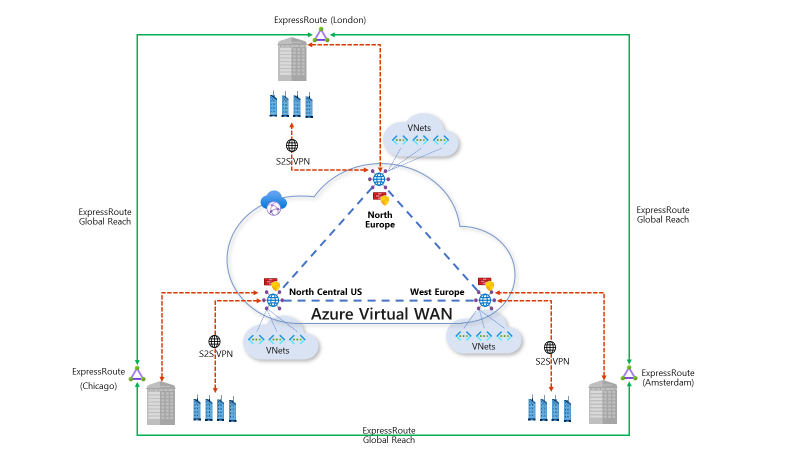 ExpressRoute (London)
VNets
S2S VPN
ExpressRoute
Global Reach
North
Europe
ExpressRoute
Global Reach
North Central US
West Europe
Azure Virtual WAN
S2S VPN
VNets
VNets
S2S VPN
ExpressRoute
(Chicago)
ExpressRoute
(Amsterdam)
ExpressRoute
Global Reach